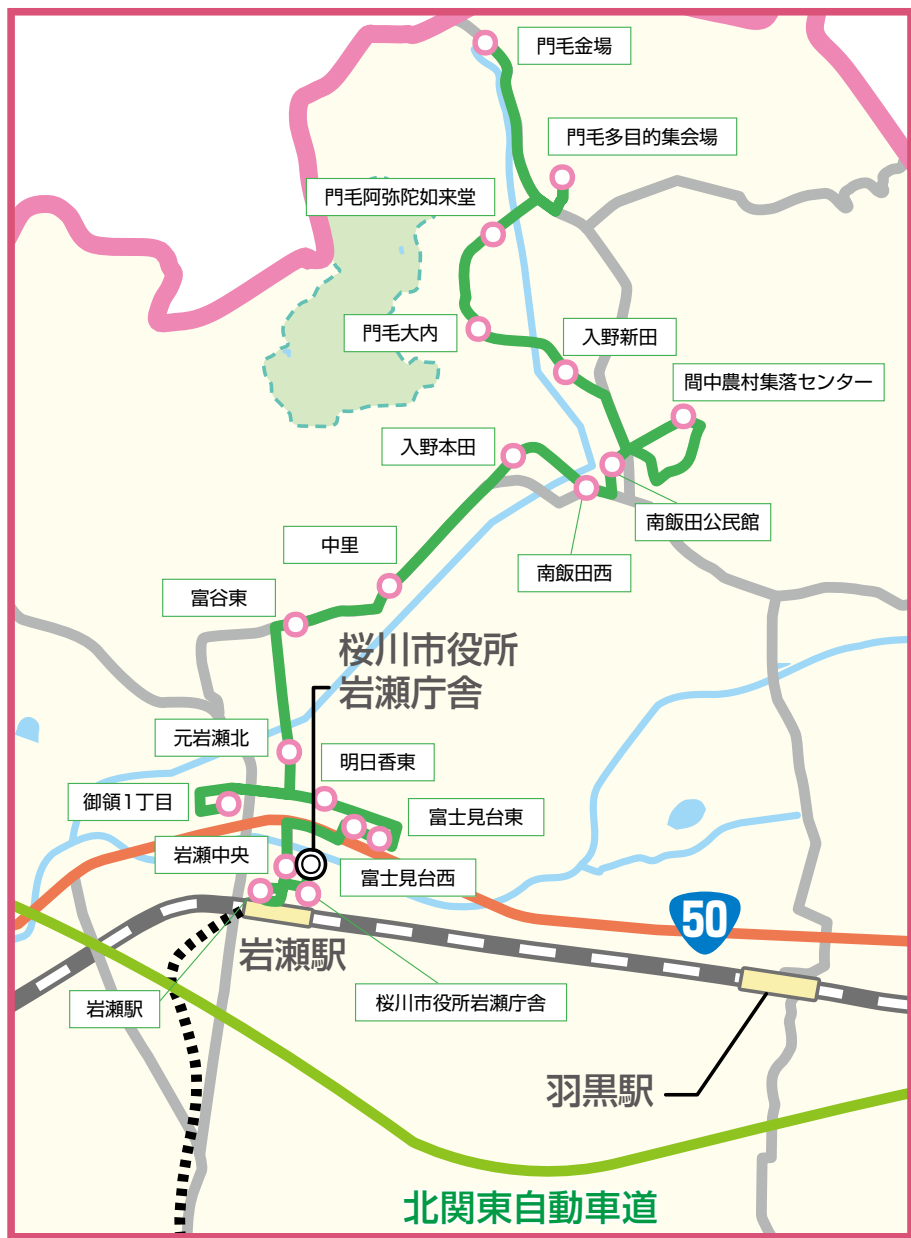 門毛金場
門毛多目的集会場
門毛阿弥陀如来堂
門毛大内
入野新田
間中農村集落センター
入野本田
南飯田公民館
中里
南飯田西
富谷東
桜川市役所
岩瀬庁舎
元岩瀬北
明日香東
御領1丁目
富士見台東
岩瀬中央
富士見台西
50
岩瀬駅
岩瀬駅
桜川市役所岩瀬庁舎
羽黒駅
北関東自動車道